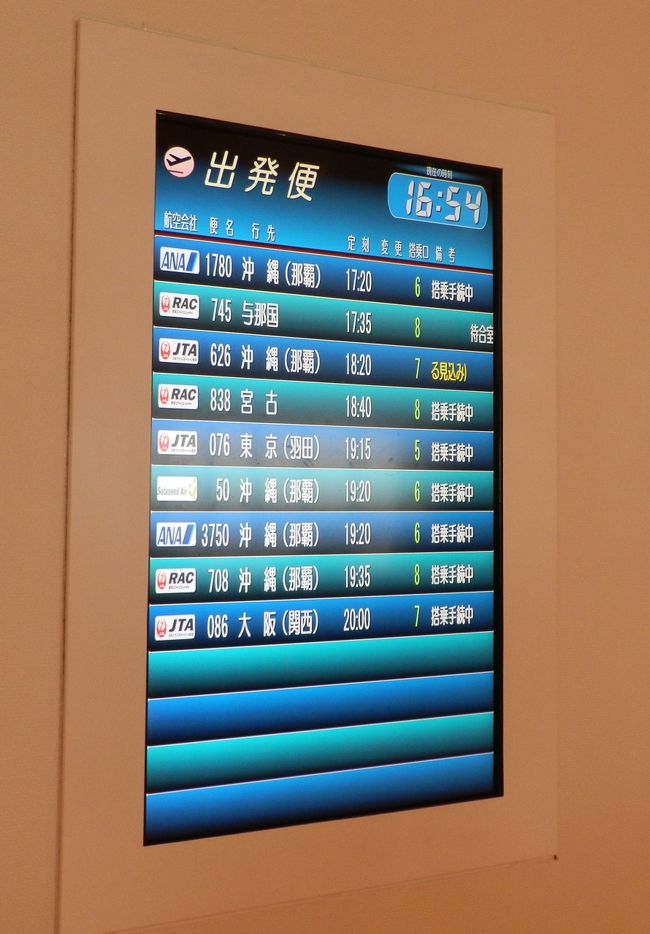 出発便
現在の時刻
16:54
航空会社 便名 行先 定刻 変更 搭乗口 備考
ANA 1780 沖縄(那覇) 17:20 6 搭乗手続中
RAC 745 与那国 17:35 8 待合室
JTA 626 沖縄(那覇) 18:20 7 る見込み)
RAC 838 宮古 18:40 8 搭乗手続中
JTA 076 東京(羽田) 19:15 5 搭乗手続中
Solaseed Air 50 沖縄(那覇) 19:20 6 搭乗手続中
ANA 3750 沖縄(那覇) 19:20 6 搭乗手続中
RAC 708 沖縄(那覇) 19:35 8 搭乗手続中
JTA 086 大阪(関西) 20:00 7 搭乗手続中